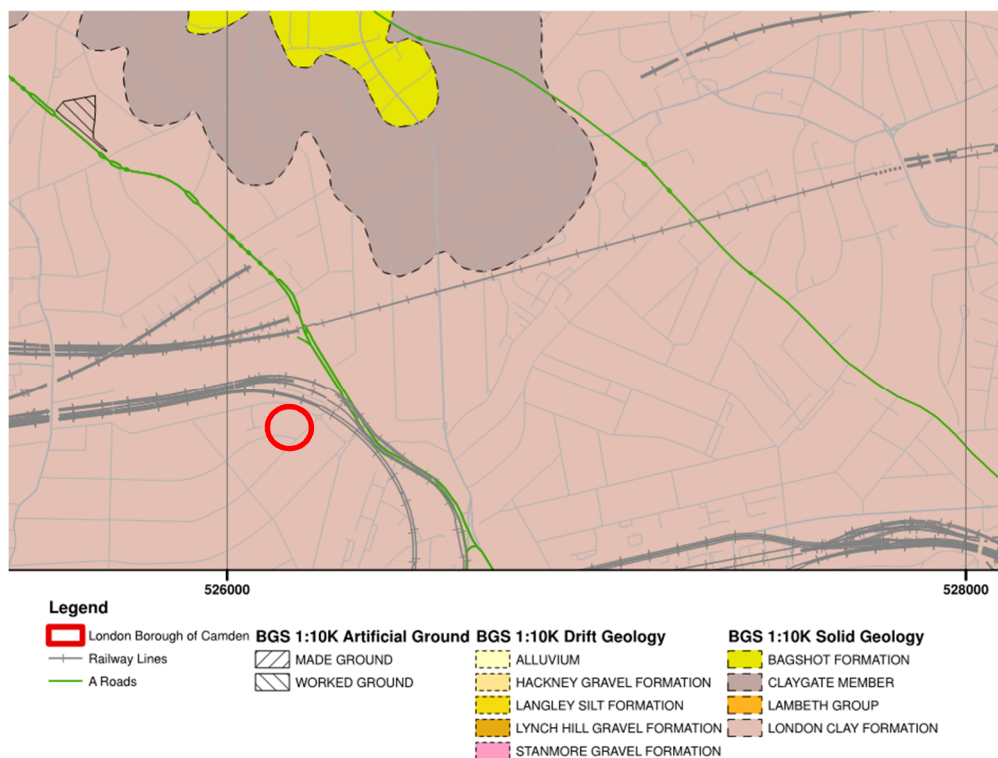 526000
528000
Legend
London Borough of Camden
Railway Lines
A Roads
BGS 1:10K Artificial Ground
MADE GROUND
WORKED GROUND
BGS 1:10K Drift Geology
ALLUVIUM
HACKNEY GRAVEL FORMATION
LANGLEY SILT FORMATION
LYNCH HILL GRAVEL FORMATION
STANMORE GRAVEL FORMATION
BGS 1:10K Solid Geology
BAGSHOT FORMATION
CLAYGATE MEMBER
LAMBETH GROUP
LONDON CLAY FORMATION